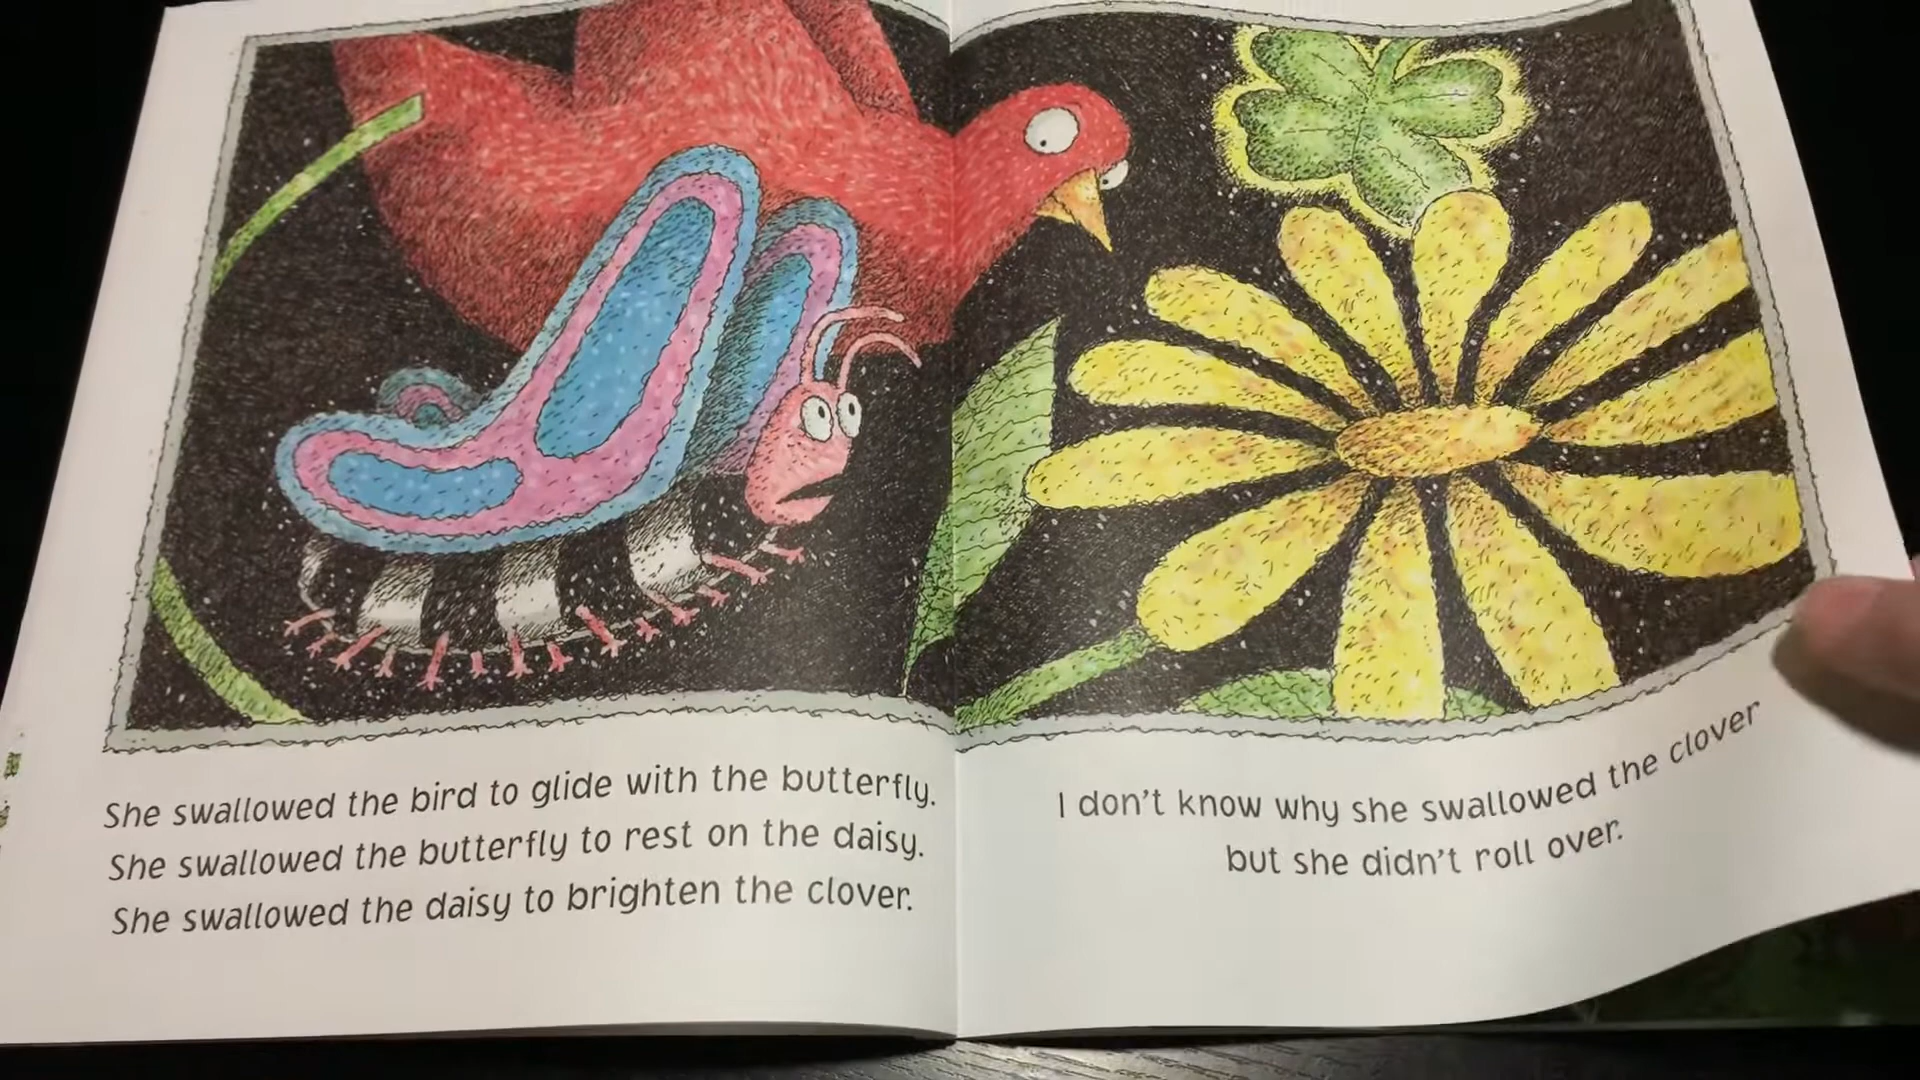 She swallowed the bird to glide with the butterfly.
She swallowed the butterfly to rest on the daisy.
She swallowed the daisy to brighten the clover.
I don't know why she swallowed the clover
but she didn't roll over.